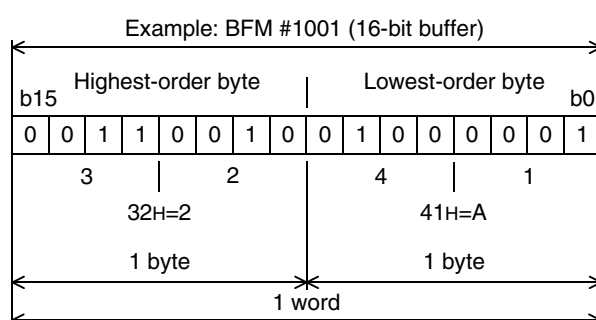 Example: BFM #1001 (16-bit buffer)
Highest-order byte Lowest-order byte
b15 b0
0 0 1 1 0 0 1 0 0 1 0 0 0 0 0 1
3 2 4 1
32H=2 41H=A
1 byte 1 byte
1 word